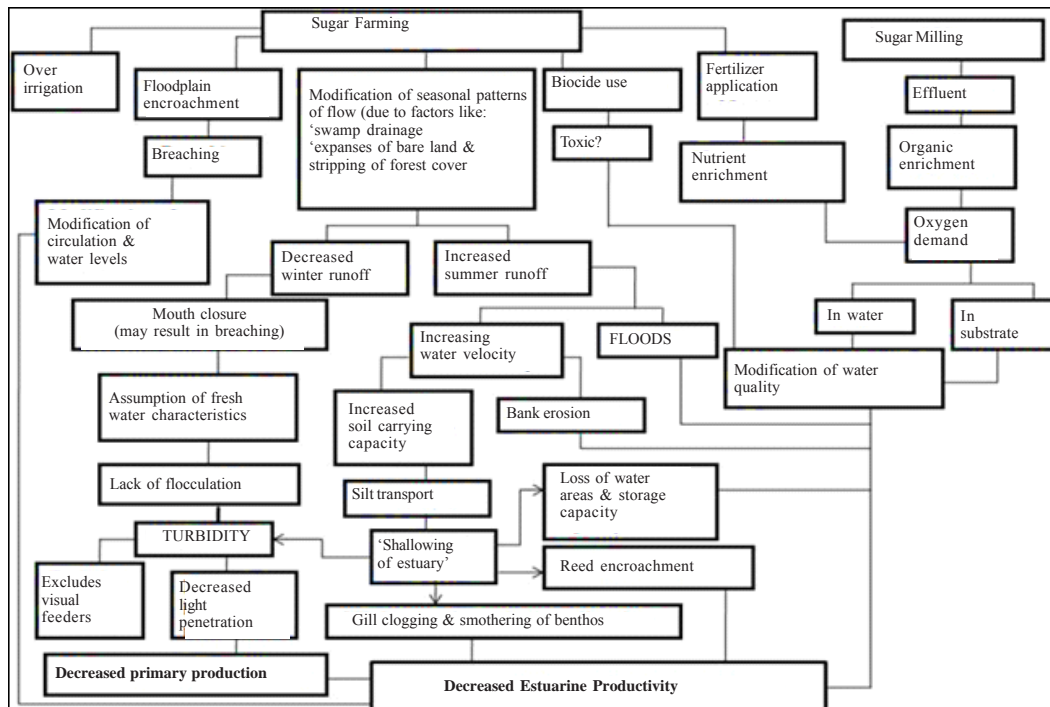 Sugar Farming
Sugar Milling
Over
irrigation
Floodplain
encroachment
Modification of seasonal patterns
of flow (due to factors like:
‘swamp drainage
‘expanses of bare land &
stripping of forest cover
Biocide use
Fertilizer
application
Effluent
Breaching
Toxic?
Nutrient
enrichment
Organic
enrichment
Modification of
circulation &
water levels
Decreased
winter runoff
Increased
summer runoff
Oxygen
demand
Mouth closure
(may result in breaching)
Increasing
water velocity
FLOODS
In water
In
substrate
Modification of water
quality
Assumption of fresh
water characteristics
Increased
soil carrying
capacity
Bank erosion
Lack of flocculation
Silt transport
Loss of water
areas & storage
capacity
TURBIDITY
‘Shallowing
of estuary’
Reed encroachment
Excludes
visual
feeders
Decreased
light
penetration
Gill clogging & smothering of benthos
Decreased primary production
Decreased Estuarine Productivity